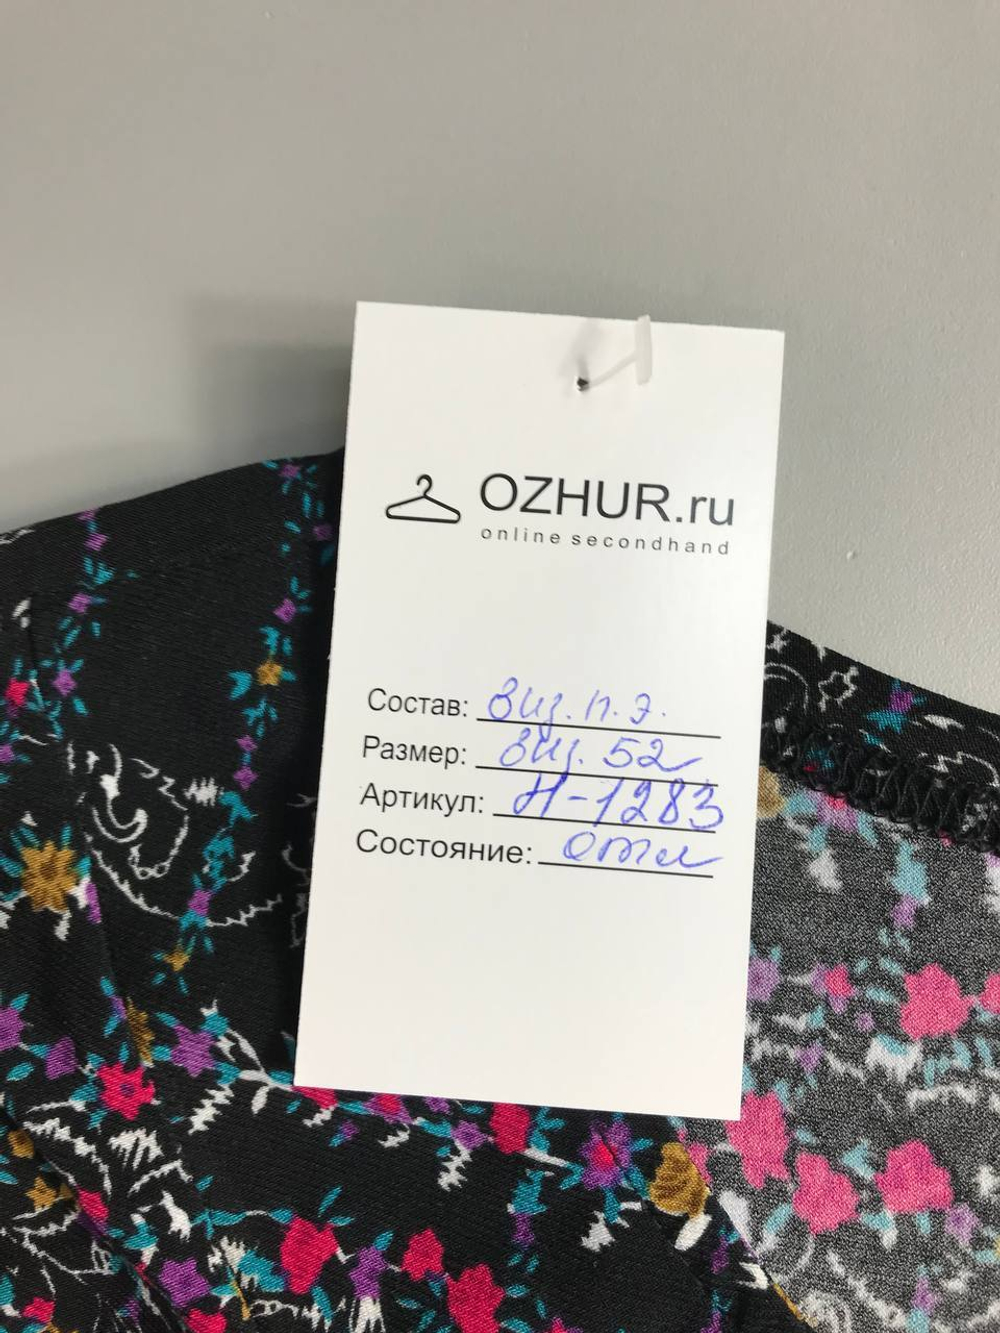 OZHUR.ru
online secondhand
Состав: виз. п.э.
Размер: виз. 52
Артикул: Н-1283
Состояние: отл